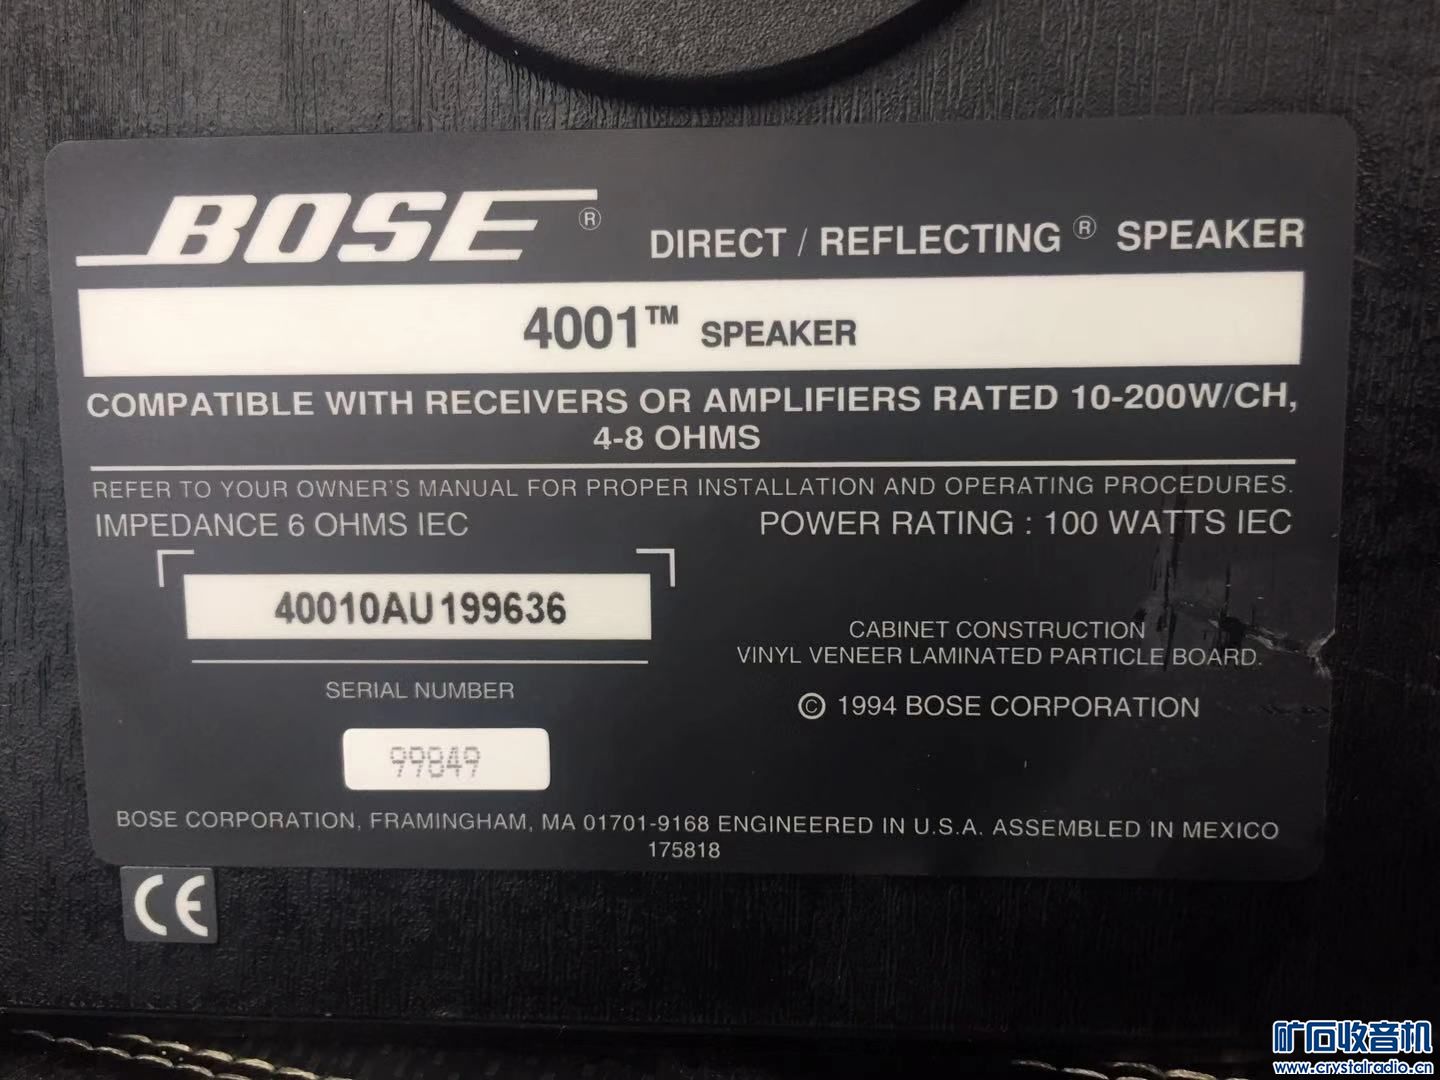 BOSE ®
DIRECT / REFLECTING ® SPEAKER
4001™ SPEAKER
COMPATIBLE WITH RECEIVERS OR AMPLIFIERS RATED 10-200W/CH,
4-8 OHMS
REFER TO YOUR OWNER'S MANUAL FOR PROPER INSTALLATION AND OPERATING PROCEDURES.
IMPEDANCE 6 OHMS IEC
POWER RATING : 100 WATTS IEC
40010AU199636
SERIAL NUMBER
99849
CABINET CONSTRUCTION
VINYL VENEER LAMINATED PARTICLE BOARD.
© 1994 BOSE CORPORATION
BOSE CORPORATION, FRAMINGHAM, MA 01701-9168 ENGINEERED IN U.S.A. ASSEMBLED IN MEXICO
175818
CE
矿石收音机
www.crystalradio.cn